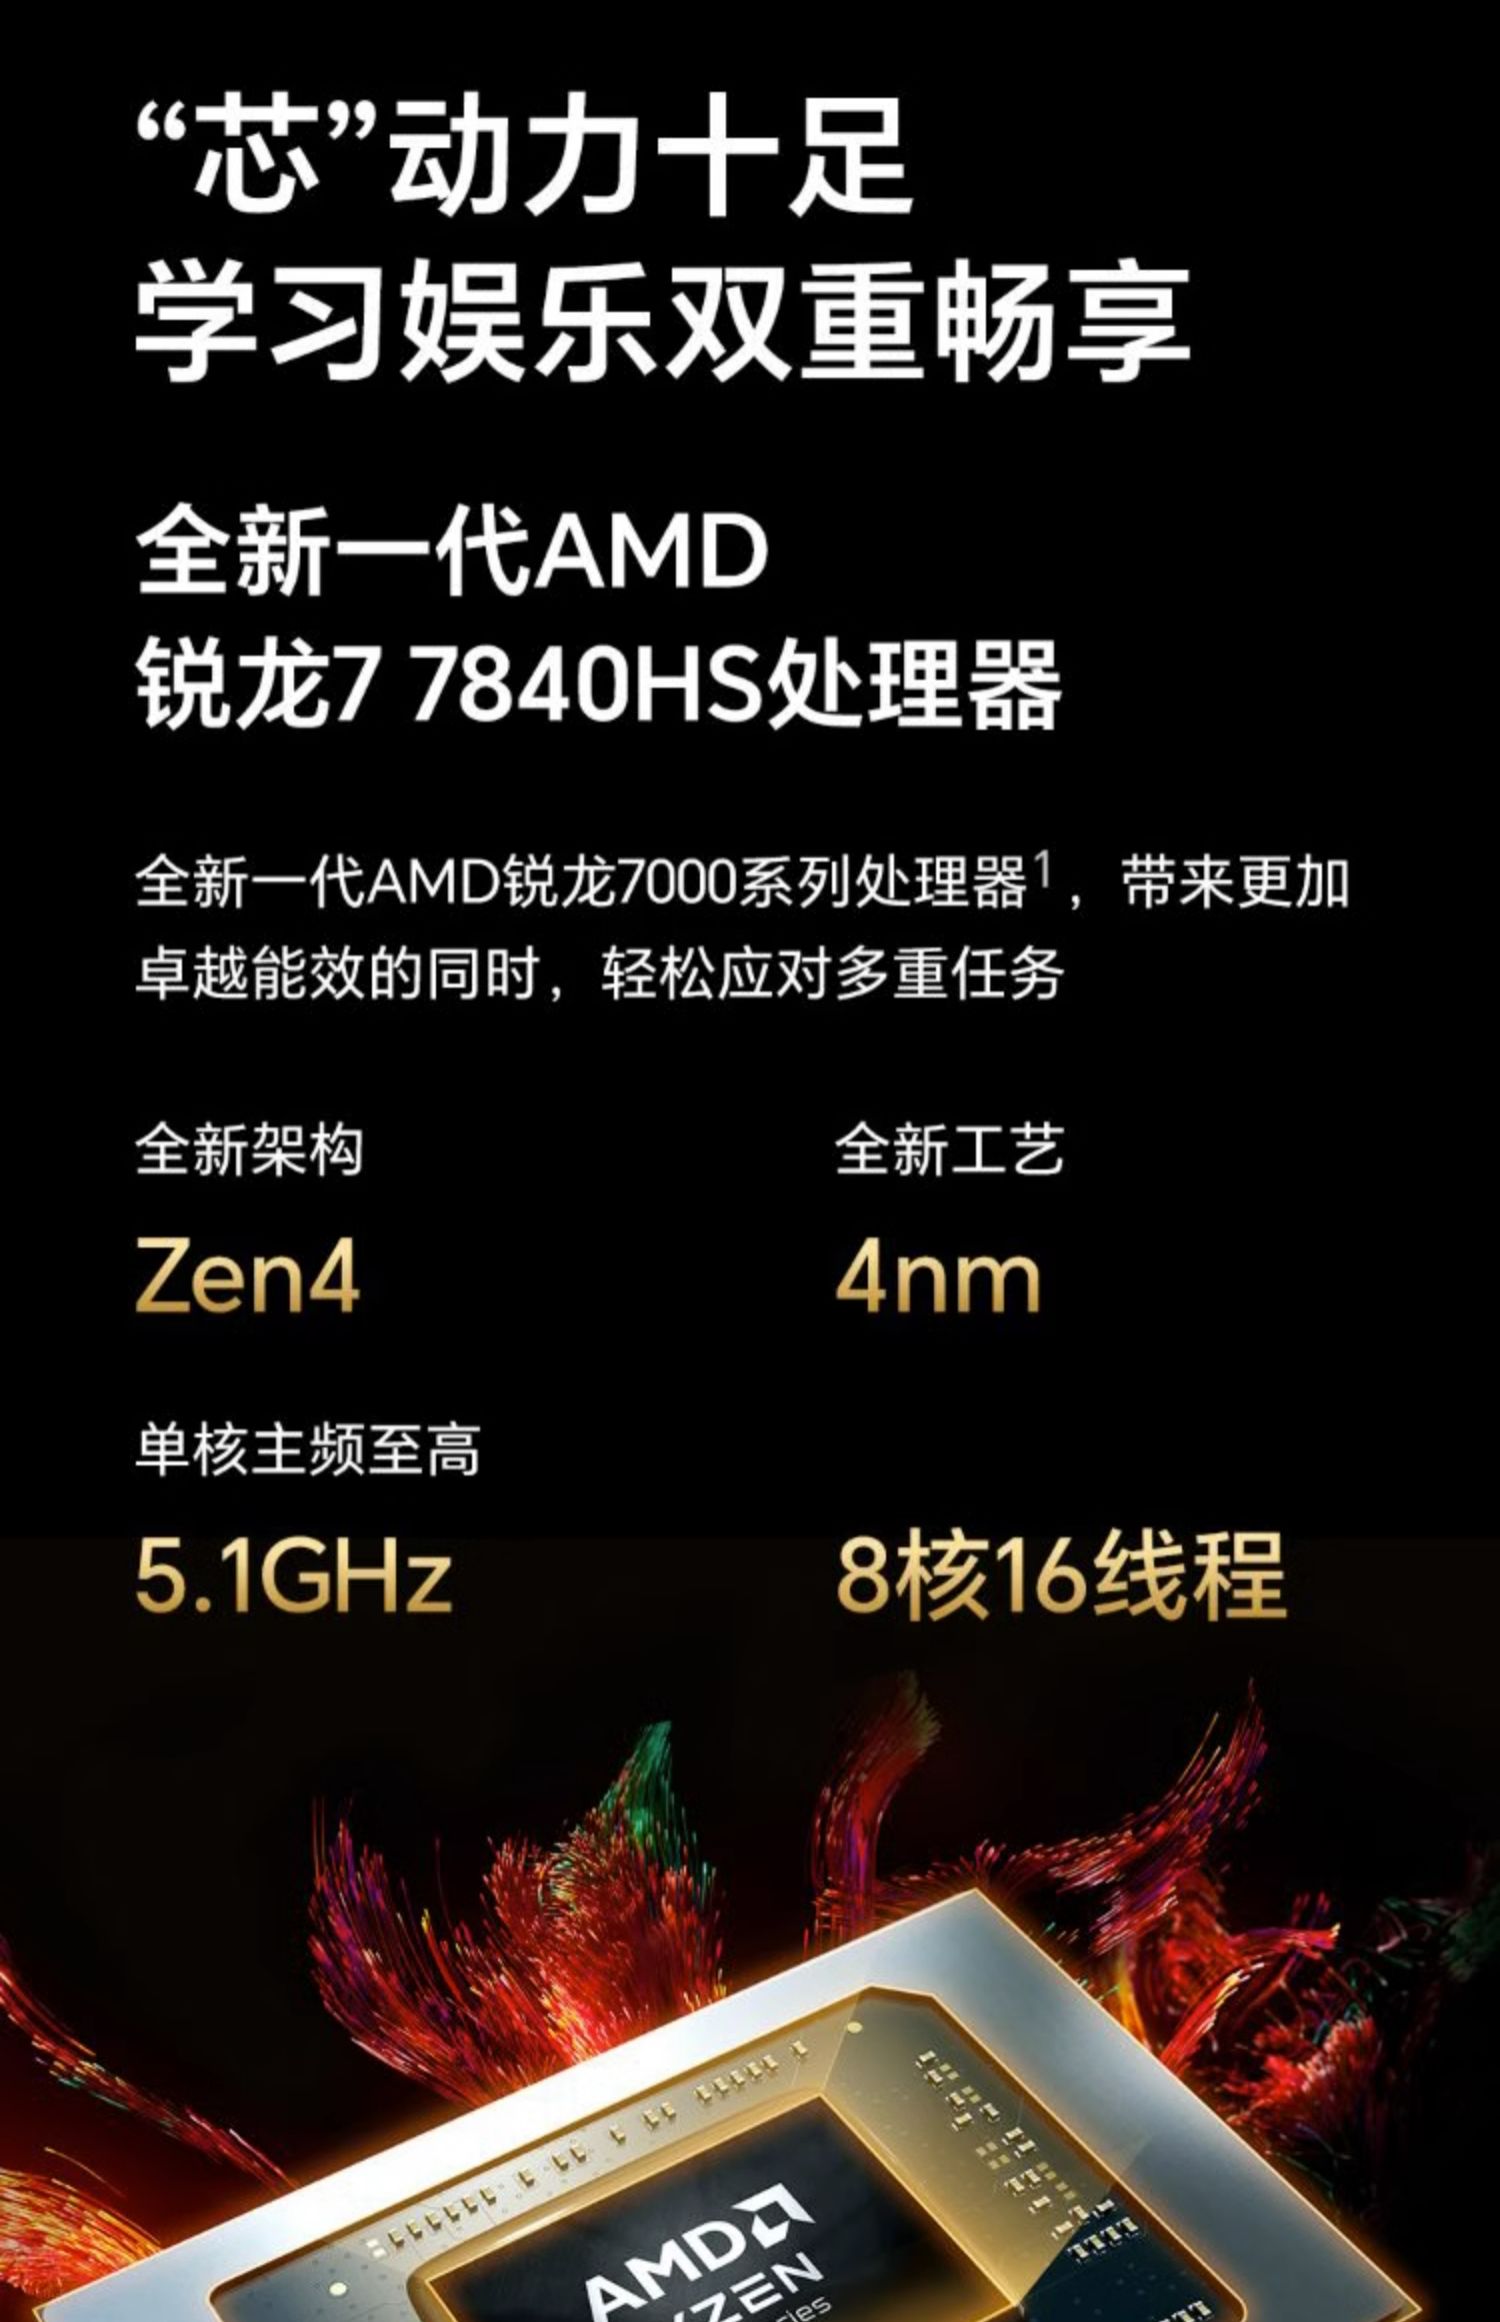 “芯”动力十足
学习娱乐双重畅享
全新一代AMD
锐龙7 7840HS处理器
全新一代AMD锐龙7000系列处理器1，带来更加
卓越能效的同时，轻松应对多重任务
全新架构
Zen4
全新工艺
4nm
单核主频至高
5.1GHz
8核16线程
AMD